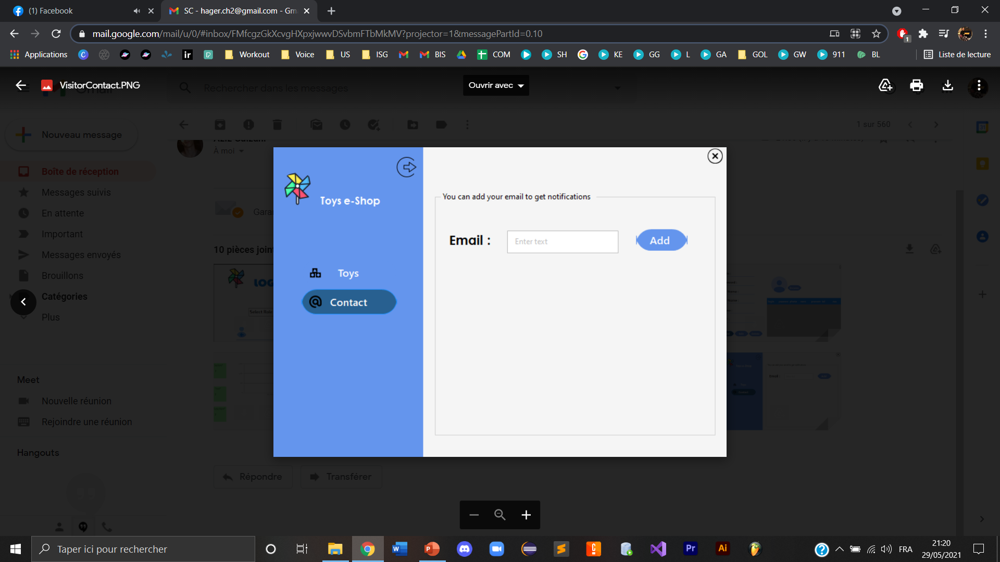 (1) Facebook
SC - hager.ch2@gmail.com - Gm
mail.google.com/mail/u/0/#inbox/FMfcgzGkXcvgHXpxjwwvDSvbmFTbMkMV?projector=1&messagePartId=0.10
1
Applications
ir
Workout
Voice
US
ISG
BIS
COM
SH
KE
GG
L
GA
GOL
GW
911
BL
Liste de lecture
VisitorContact.PNG
Rechercher dans les messages
Ouvrir avec
Nouveau message
1 sur 560
À moi
Boîte de réception
Messages suivis
En attente
Important
Messages envoyés
Brouillons
Catégories
Plus
10 pièces join
Toys e-Shop
You can add your email to get notifications
Email :
Enter text
Add
Toys
Contact
Select Role
Meet
Nouvelle réunion
Rejoindre une réunion
Hangouts
Répondre
Transférer
Taper ici pour rechercher
FRA
21:20
29/05/2021